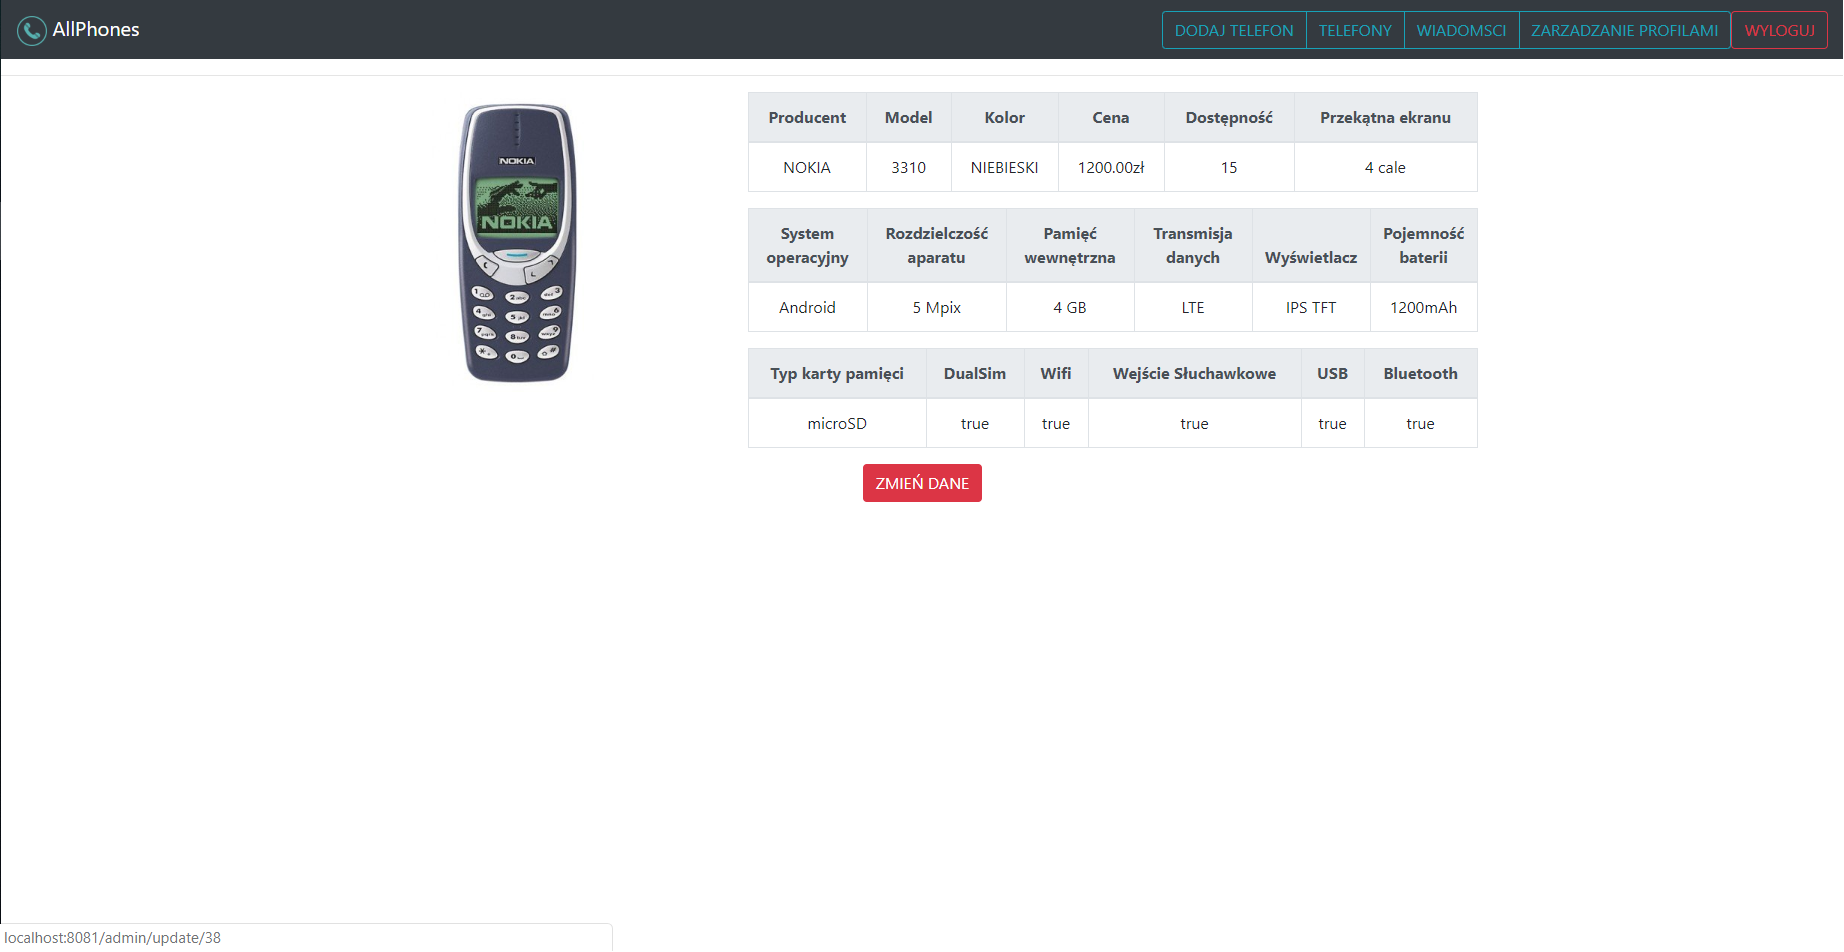 AllPhones
DODAJ TELEFON TELEFONY WIADOMSCI ZARZADZANIE PROFILAMI WYLOGUJ
NOKIA
NOKIA
Producent Model Kolor Cena Dostępność Przekątna ekranu
NOKIA 3310 NIEBIESKI 1200.00zł 15 4 cale
System operacyjny Rozdzielczość aparatu Pamięć wewnętrzna Transmisja danych Wyświetlacz Pojemność baterii
Android 5 Mpix 4 GB LTE IPS TFT 1200mAh
Typ karty pamięci DualSim Wifi Wejście Słuchawkowe USB Bluetooth
microSD true true true true true
ZMIEŃ DANE
localhost:8081/admin/update/38